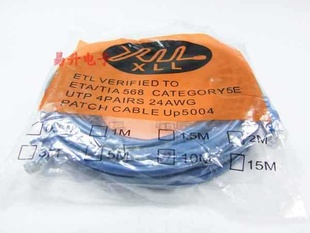 易升电子
XLL
ETL VERIFIED TO
ETA/TIA 568 CATEGORY5E
UTP 4PAIRS 24AWG
PATCH CABLE Up5004
1M
1.5M
2M
10M
15M